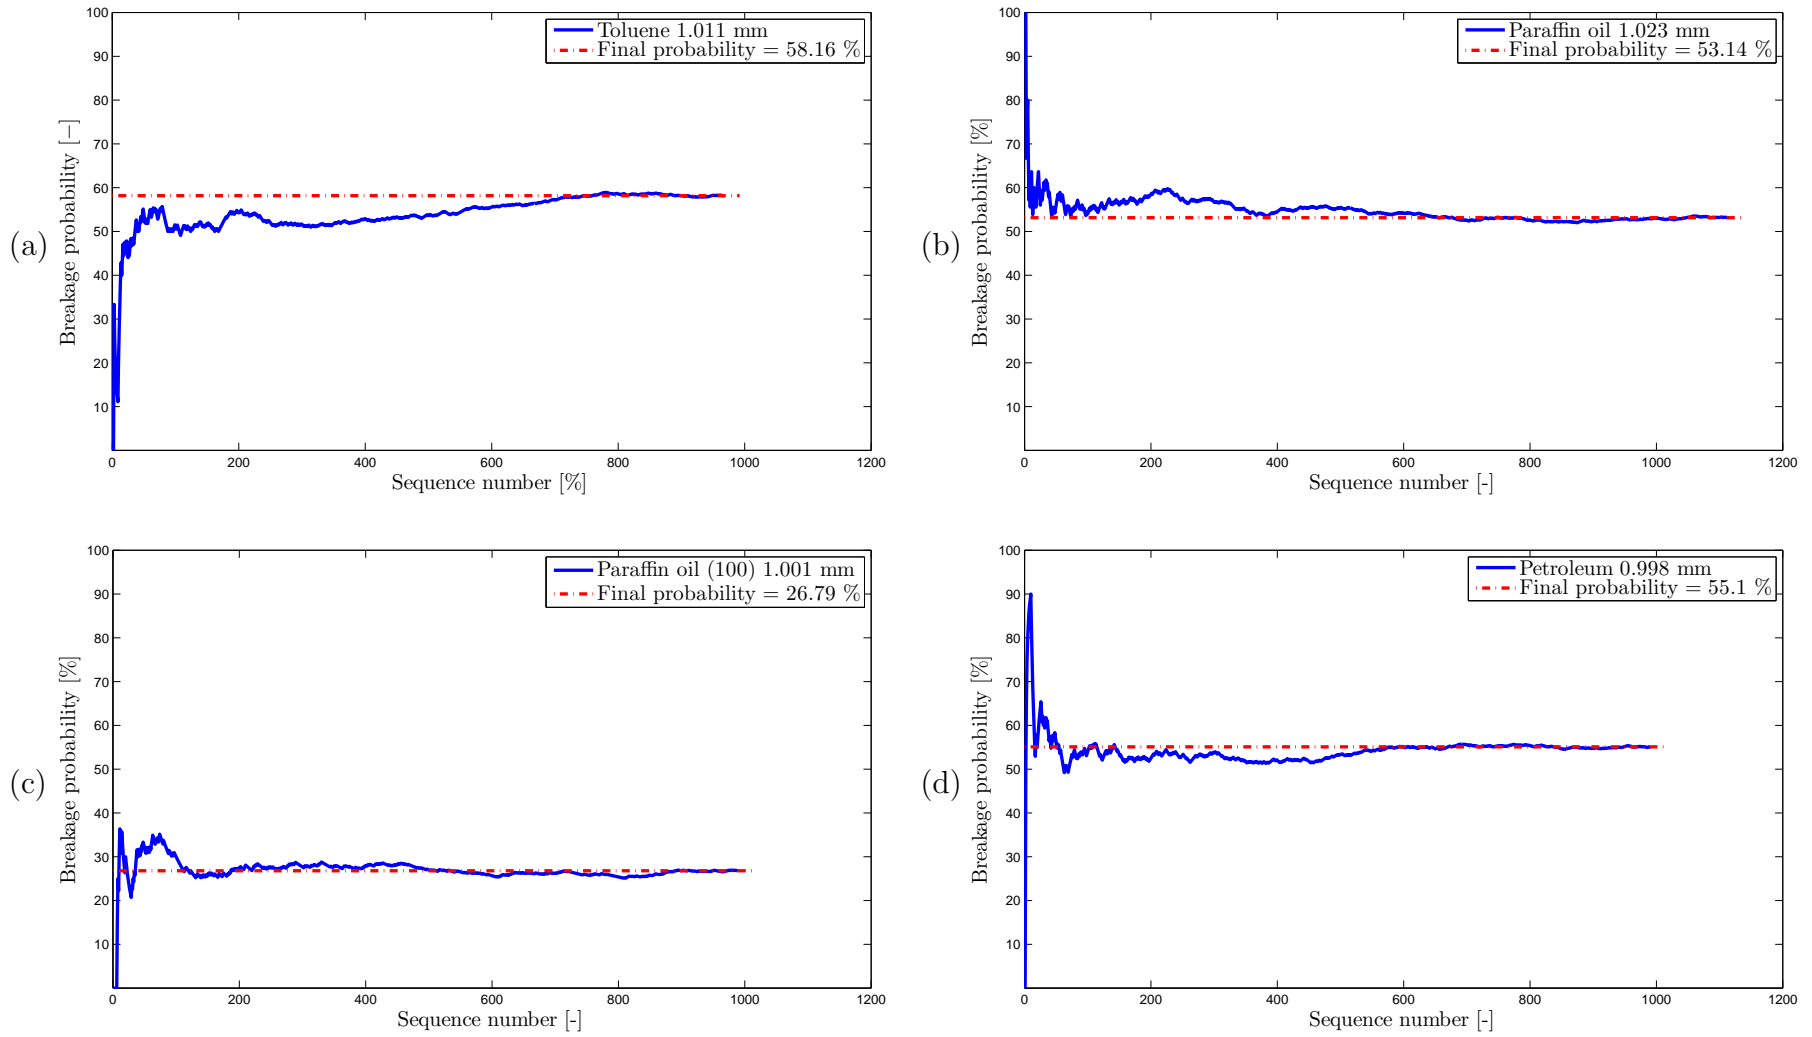 (a)
Toluene 1.011 mm
Final probability = 58.16 %
Breakage probability [−]
100
90
80
70
60
50
40
30
20
10
0 200 400 600 800 1000 1200
Sequence number [%]
(b)
Paraffin oil 1.023 mm
Final probability = 53.14 %
Breakage probability [%]
100
90
80
70
60
50
40
30
20
10
0 200 400 600 800 1000 1200
Sequence number [-]
(c)
Paraffin oil (100) 1.001 mm
Final probability = 26.79 %
Breakage probability [%]
100
90
80
70
60
50
40
30
20
10
0 200 400 600 800 1000 1200
Sequence number [-]
(d)
Petroleum 0.998 mm
Final probability = 55.1 %
Breakage probability [%]
100
90
80
70
60
50
40
30
20
10
0 200 400 600 800 1000 1200
Sequence number [-]